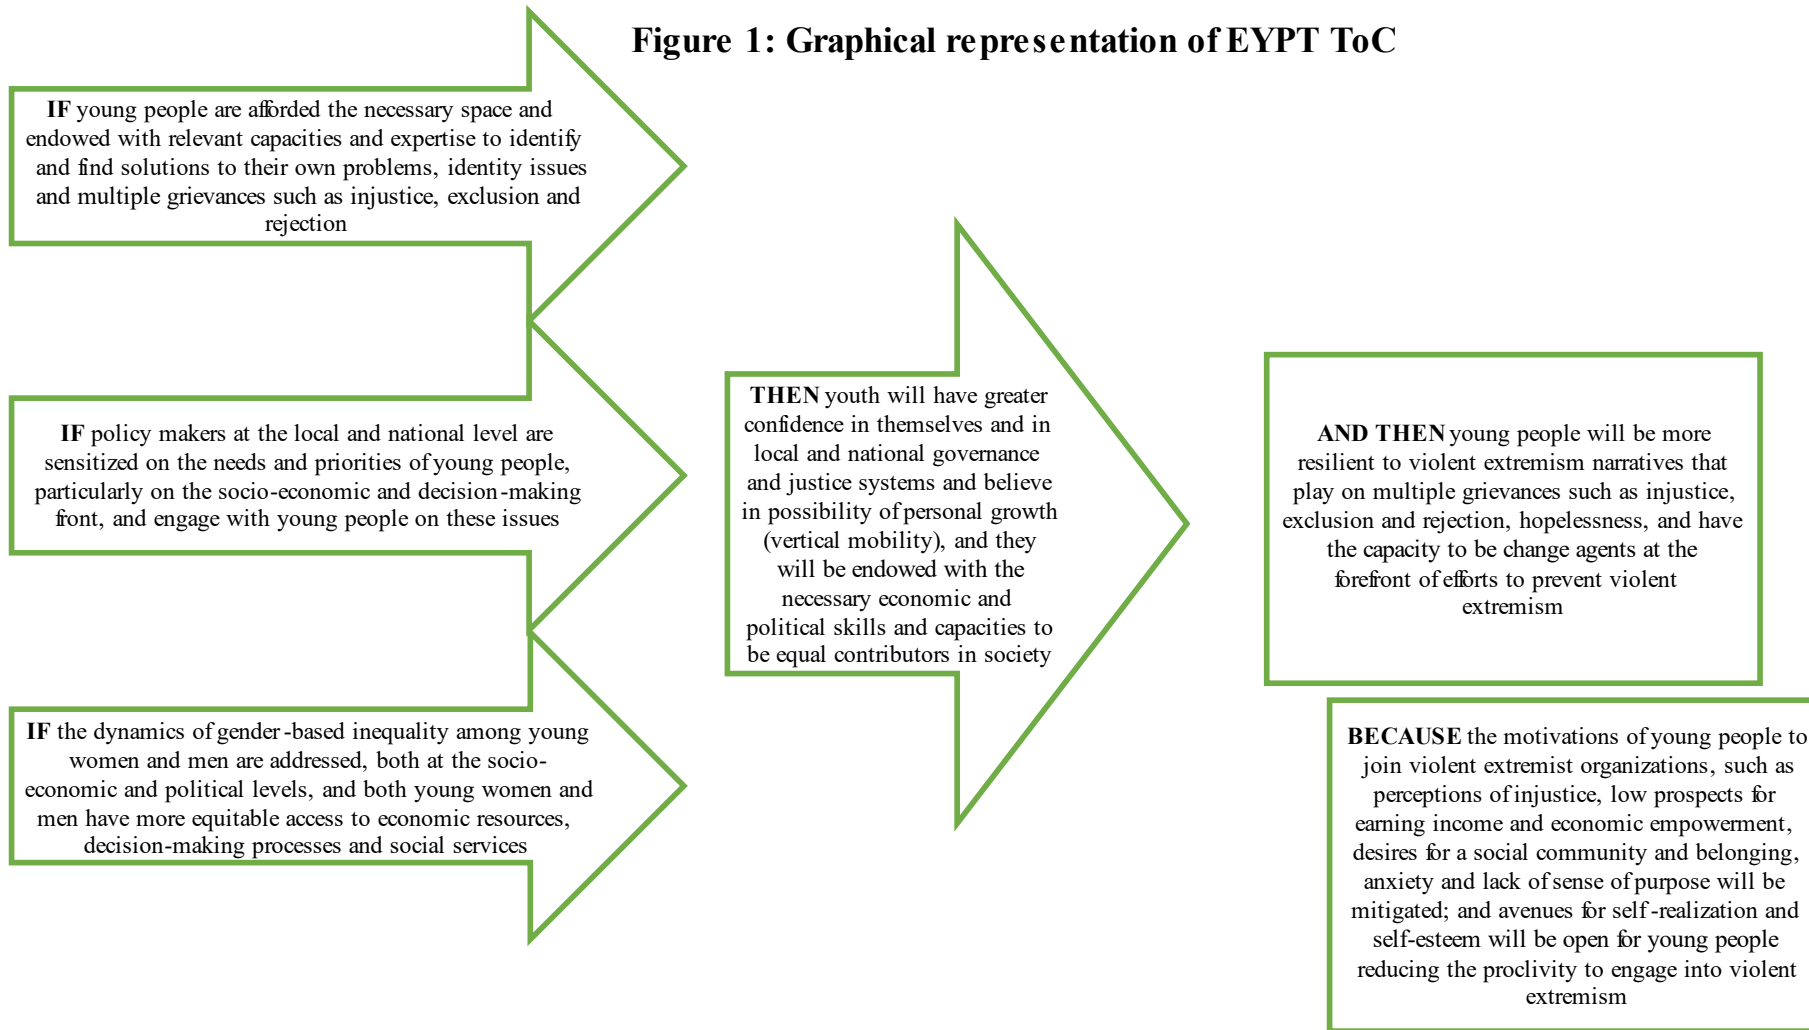 Figure 1: Graphical representation of EYPT ToC
IF young people are afforded the necessary space and
endowed with relevant capacities and expertise to identify
and find solutions to their own problems, identity issues
and multiple grievances such as injustice, exclusion and
rejection
IF policy makers at the local and national level are
sensitized on the needs and priorities of young people,
particularly on the socio-economic and decision-making
front, and engage with young people on these issues
IF the dynamics of gender-based inequality among young
women and men are addressed, both at the socio-
economic and political levels, and both young women and
men have more equitable access to economic resources,
decision-making processes and social services
THEN youth will have greater
confidence in themselves and in
local and national governance
and justice systems and believe
in possibility of personal growth
(vertical mobility), and they
will be endowed with the
necessary economic and
political skills and capacities to
be equal contributors in society
AND THEN young people will be more
resilient to violent extremism narratives that
play on multiple grievances such as injustice,
exclusion and rejection, hopelessness, and have
the capacity to be change agents at the
forefront of efforts to prevent violent
extremism
BECAUSE the motivations of young people to
join violent extremist organizations, such as
perceptions of injustice, low prospects for
earning income and economic empowerment,
desires for a social community and belonging,
anxiety and lack of sense of purpose will be
mitigated; and avenues for self-realization and
self-esteem will be open for young people
reducing the proclivity to engage into violent
extremism